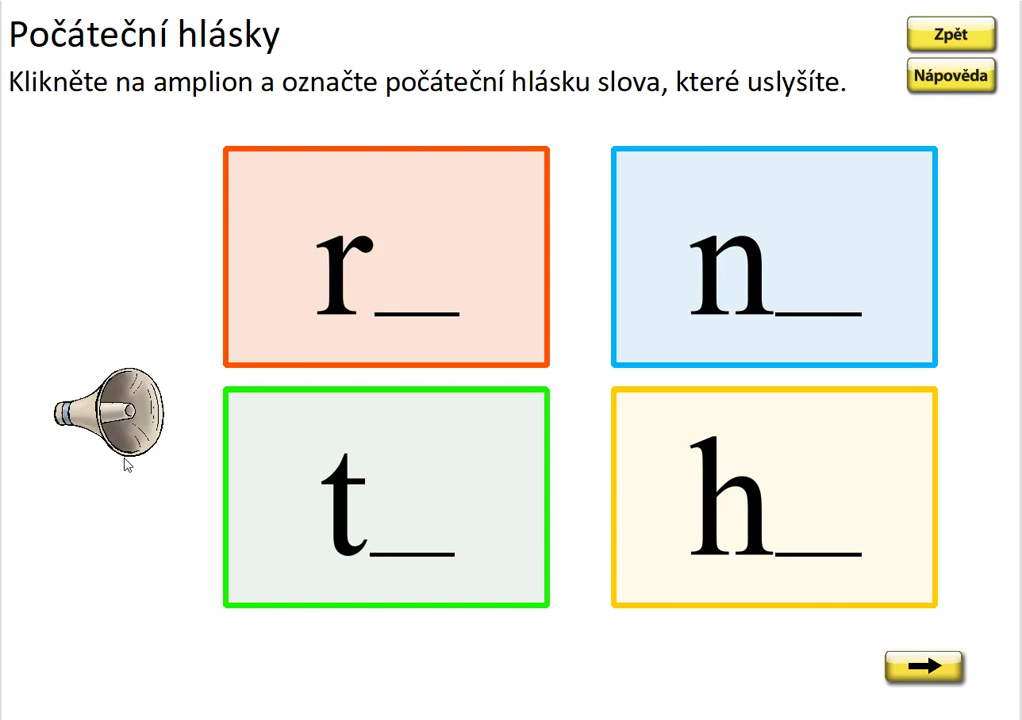 Počáteční hlásky
Zpět
Klikněte na amplion a označte počáteční hlásku slova, které uslyšíte.
Nápověda
r__ n__
t__ h__